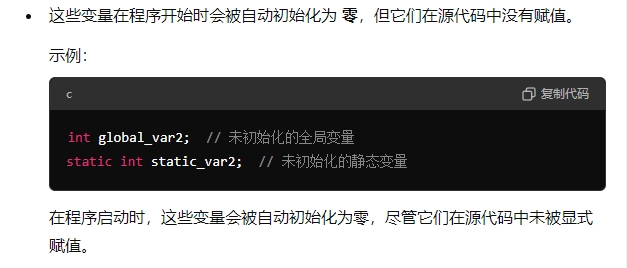 这些变量在程序开始时会被自动初始化为 零，但它们在源代码中没有赋值。
示例：
c 复制代码
int global_var2;  // 未初始化的全局变量
static int static_var2;  // 未初始化的静态变量
在程序启动时，这些变量会被自动初始化为零，尽管它们在源代码中未被显式
赋值。